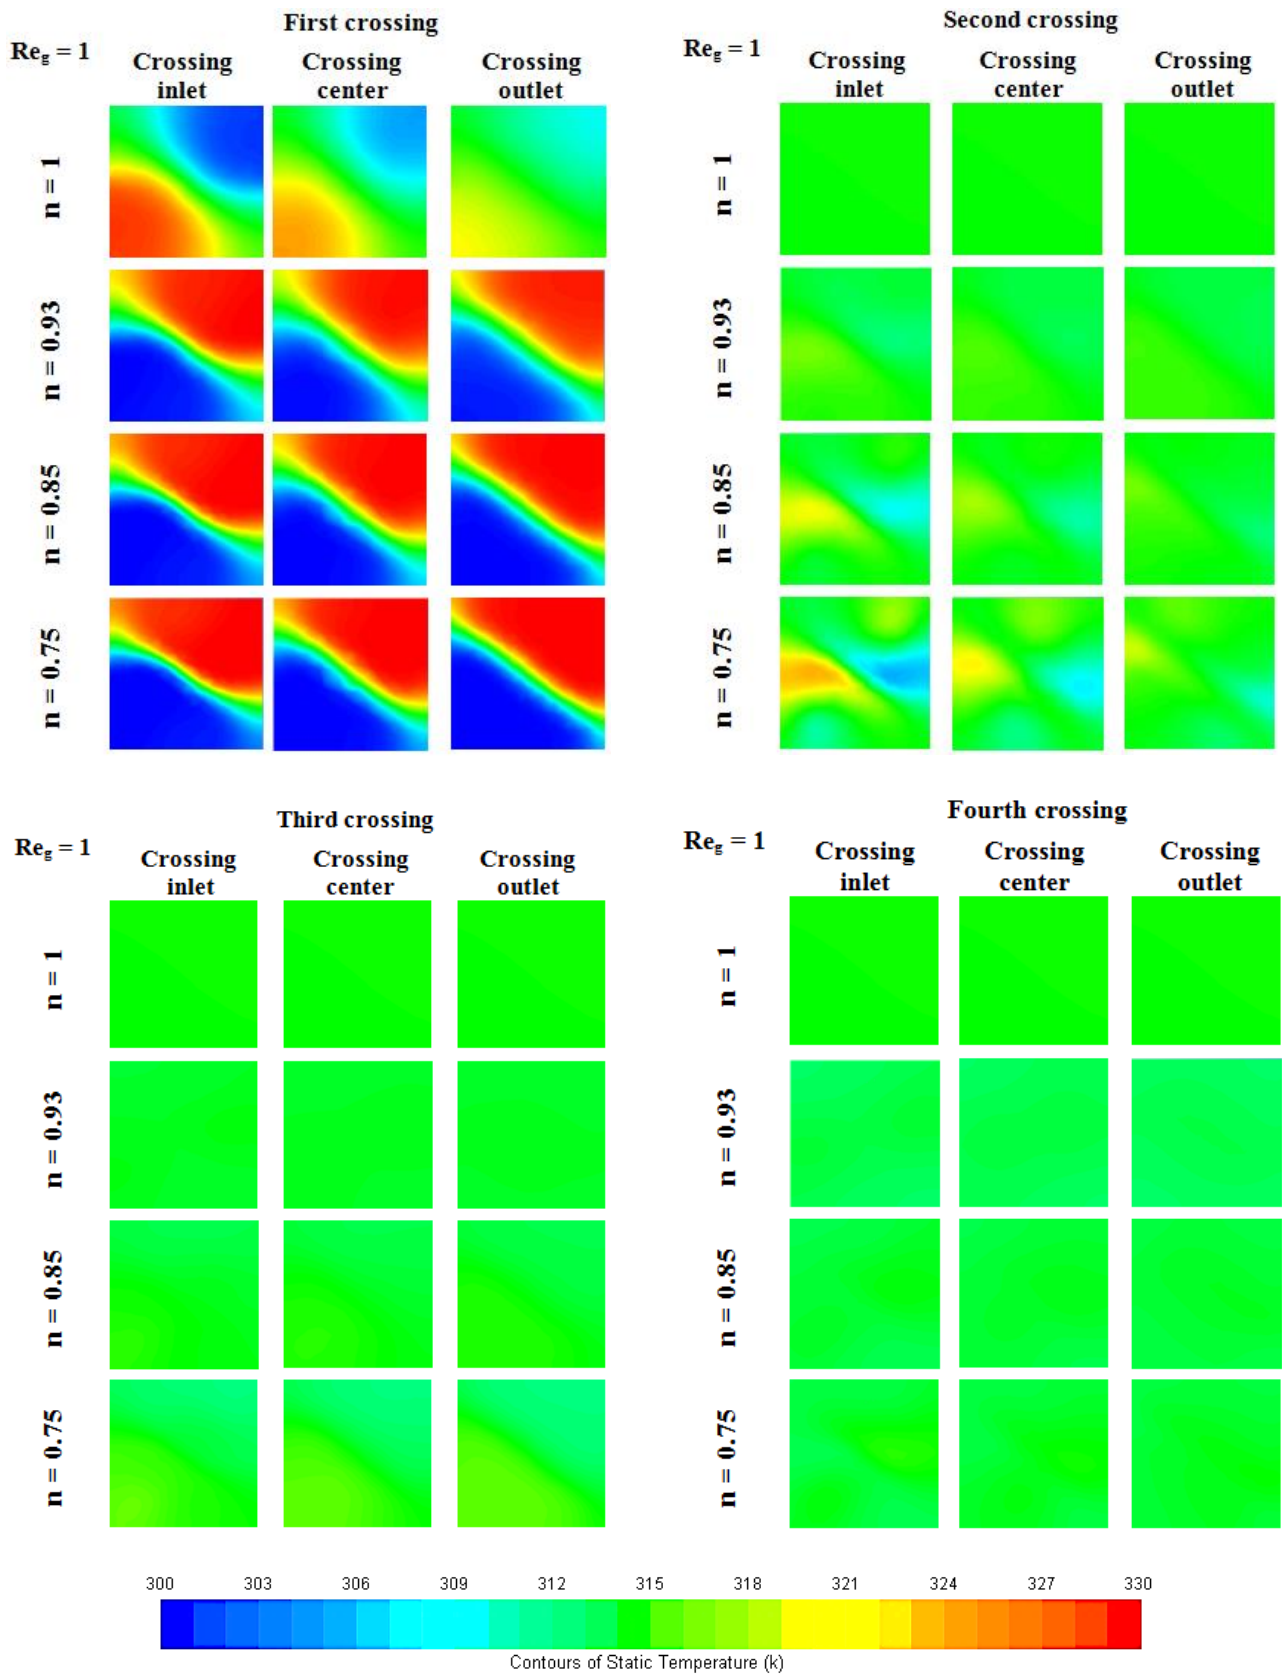 First crossing
Reg = 1
Crossing inlet
Crossing center
Crossing outlet
n = 1
n = 0.93
n = 0.85
n = 0.75
Second crossing
Reg = 1
Crossing inlet
Crossing center
Crossing outlet
n = 1
n = 0.93
n = 0.85
n = 0.75
Third crossing
Reg = 1
Crossing inlet
Crossing center
Crossing outlet
n = 1
n = 0.93
n = 0.85
n = 0.75
Fourth crossing
Reg = 1
Crossing inlet
Crossing center
Crossing outlet
n = 1
n = 0.93
n = 0.85
n = 0.75
300 303 306 309 312 315 318 321 324 327 330
Contours of Static Temperature (k)